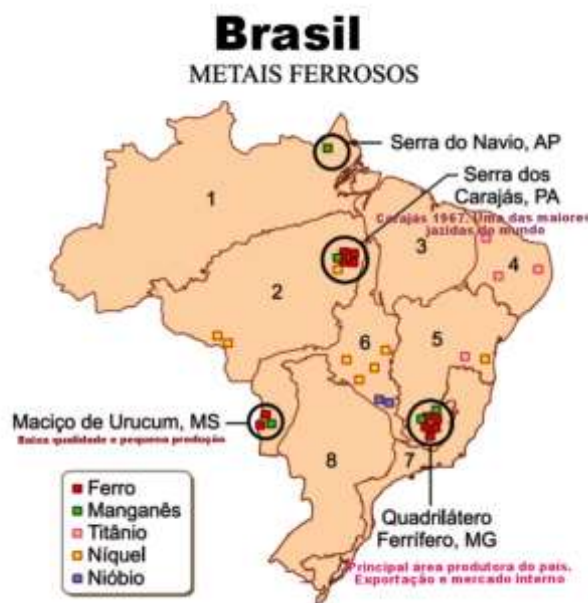 Brasil
METAIS FERROSOS
Serra do Navio, AP
Serra dos
Carajás, PA
Carajás 1967. Uma das maiores
jazidas do mundo
1
2
3
4
5
6
7
8
Maciço de Urucum, MS
Baixa qualidade e pequena produção
Ferro
Manganês
Titânio
Níquel
Nióbio
Quadrilátero
Ferrífero, MG
Principal área produtora do país.
Exportação e mercado interno